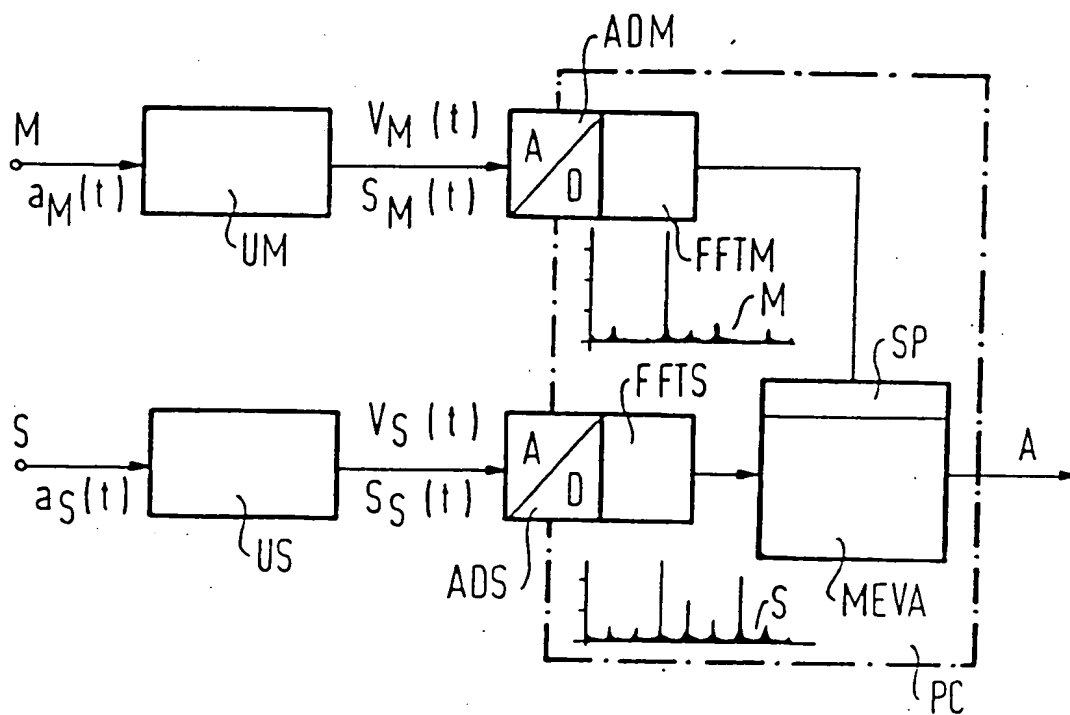 ADM
M
a_M(t)
UM
V_M(t)
S_M(t)
A
D
FFTM
M
SP
FFTS
S
a_S(t)
US
V_S(t)
S_S(t)
A
D
ADS
A
MEVA
S
PC